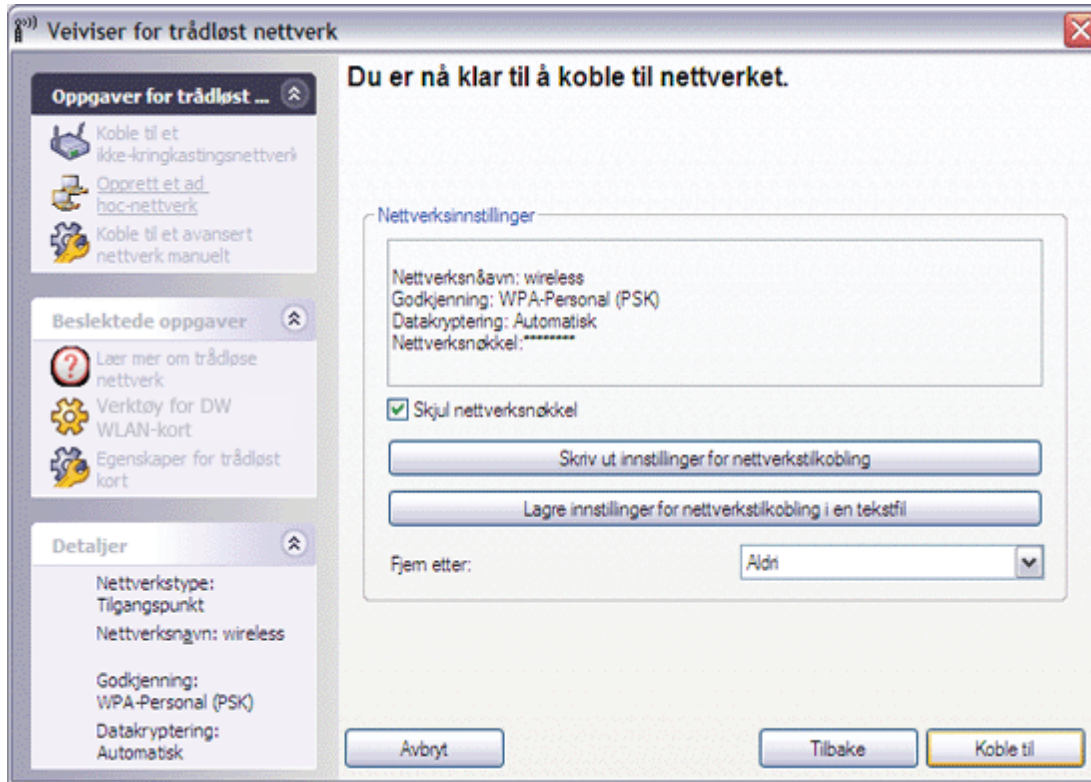 Veiviser for trådløst nettverk
Oppgaver for trådløst ...
Koble til et
ikke-kringkastingsnettverk
Opprett et ad
hoc-nettverk
Koble til et avansert
nettverk manuelt
Beslektede oppgaver
Lær mer om trådløse
nettverk
Verktøy for DW
WLAN-kort
Egenskaper for trådløst
kort
Detaljer
Nettverkstype:
Tilgangspunkt
Nettverksnavn: wireless
Godkjenning:
WPA-Personal (PSK)
Datakryptering:
Automatisk
Du er nå klar til å koble til nettverket.
Nettverksinnstillinger
Nettverksn&avn: wireless
Godkjenning: WPA-Personal (PSK)
Datakryptering: Automatisk
Nettverksnøkkel:********
Skjul nettverksnøkkel
Skriv ut innstillinger for nettverkstilkobling
Lagre innstillinger for nettverkstilkobling i en tekstfil
Fjern etter:
Aldri
Avbryt
Tilbake
Koble til